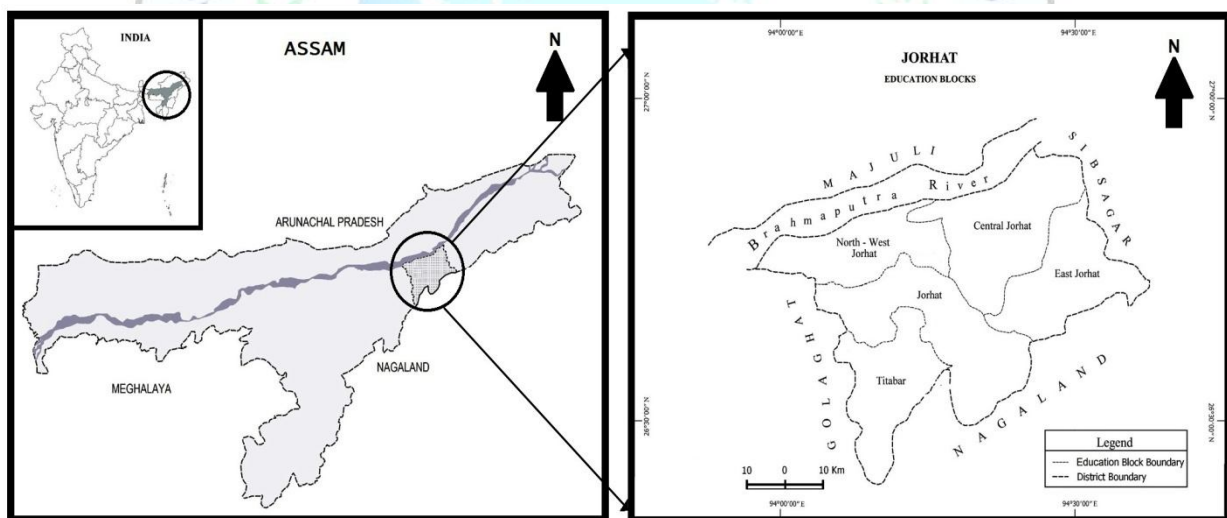 INDIA
ASSAM
N
ARUNACHAL PRADESH
NAGALAND
MEGHALAYA
94°00'00"E
94°30'00"E
JORHAT
EDUCATION BLOCKS
N
27°00'00"N
27°00'00"N
MAJULI
SIBSAGAR
Brahmaputra River
Central Jorhat
North - West
Jorhat
East Jorhat
Jorhat
GOLAGHAT
Titabar
NAGALAND
26°30'00"N
26°30'00"N
Legend
Education Block Boundary
District Boundary
10 0 10 Km
94°00'00"E
94°30'00"E